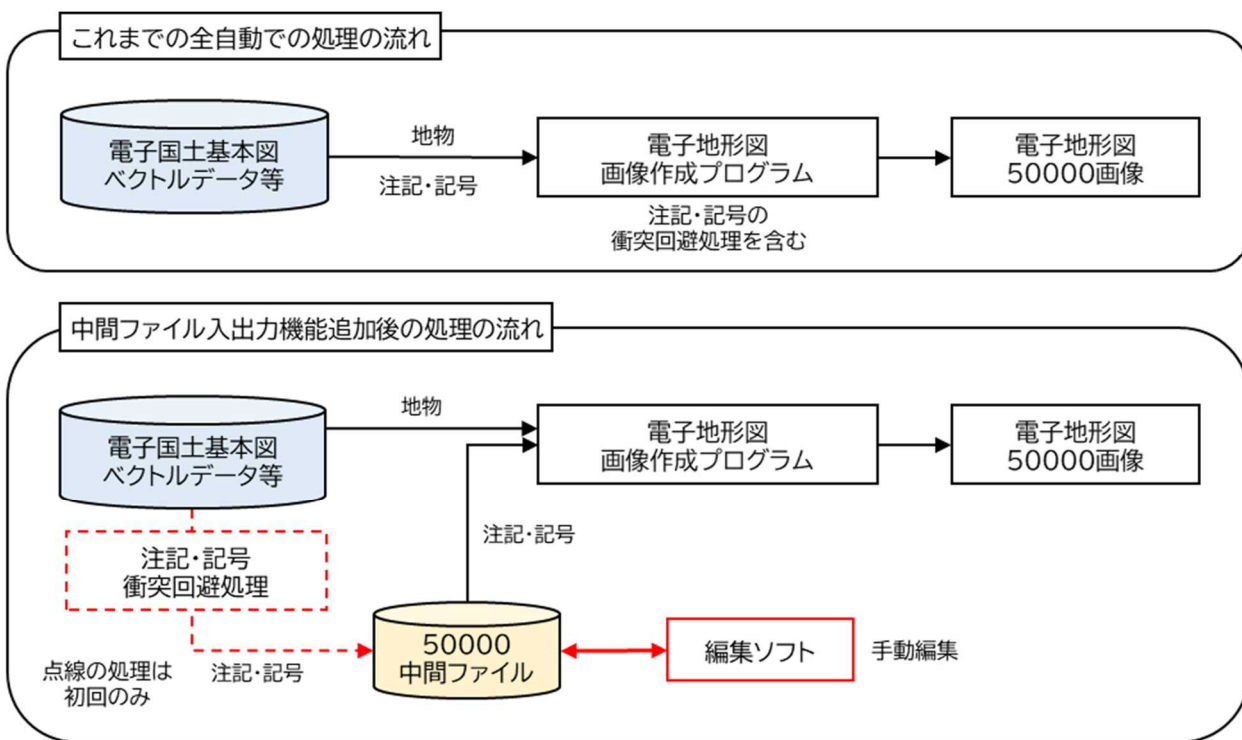 これまでの全自動での処理の流れ
電子国土基本図
ベクトルデータ等
地物
注記・記号
電子地形図
画像作成プログラム
注記・記号の
衝突回避処理を含む
電子地形図
50000画像
中間ファイル入出力機能追加後の処理の流れ
電子国土基本図
ベクトルデータ等
地物
電子地形図
画像作成プログラム
電子地形図
50000画像
注記・記号
注記・記号
衝突回避処理
点線の処理は
初回のみ
注記・記号
50000
中間ファイル
編集ソフト
手動編集